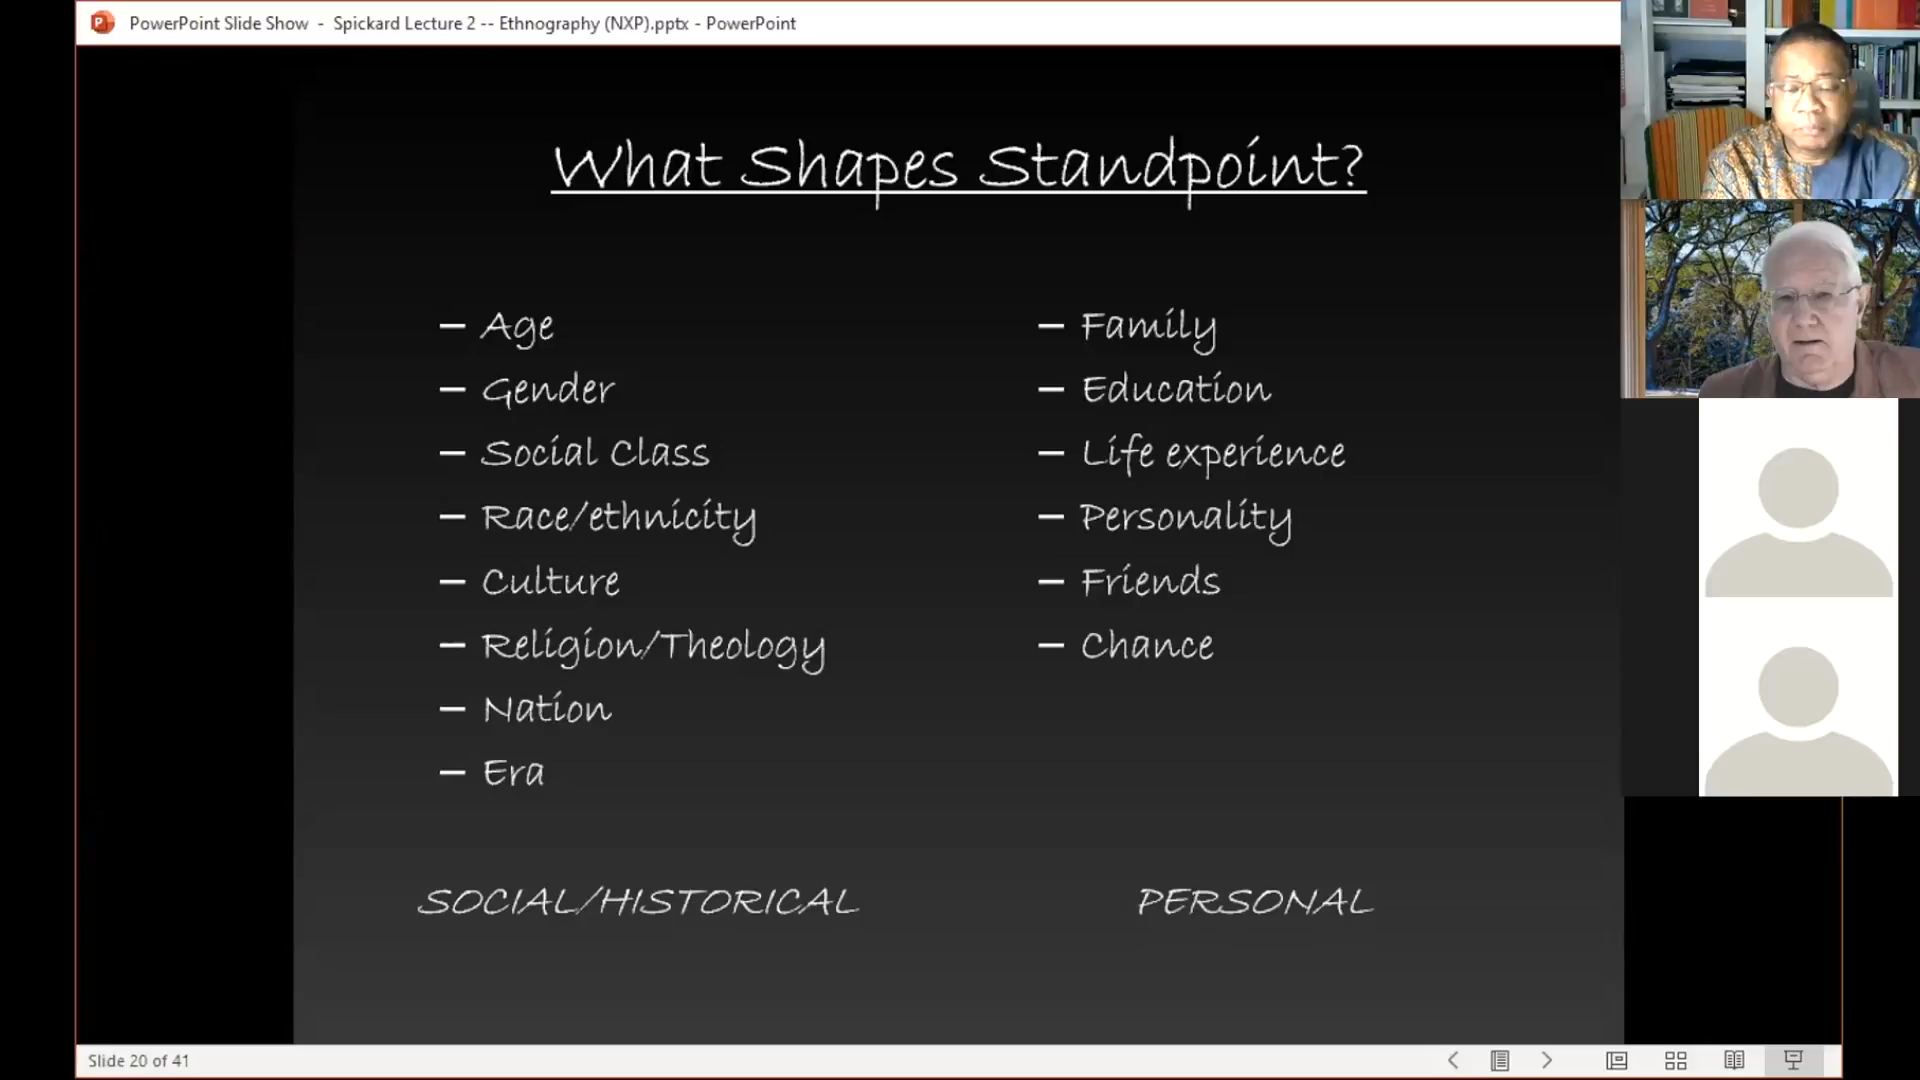 PowerPoint Slide Show - Spickard Lecture 2 -- Ethnography (NXP).pptx - PowerPoint
What Shapes Standpoint?
– Age
– Gender
– Social Class
– Race/ethnicity
– Culture
– Religion/Theology
– Nation
– Era
SOCIAL/HISTORICAL
– Family
– Education
– Life experience
– Personality
– Friends
– Chance
PERSONAL
Slide 20 of 41